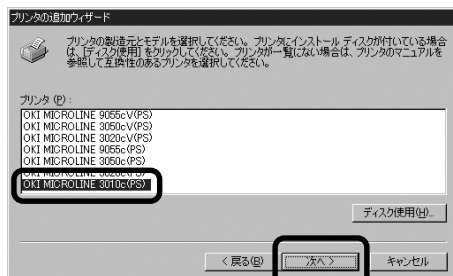 プリンタの追加ウィザード
プリンタの製造元とモデルを選択してください。プリンタにインストール ディスクが付いている場合
は、[ディスク使用] をクリックしてください。プリンタが一覧にない場合は、プリンタのマニュアルを
参照して互換性のあるプリンタを選択してください。
プリンタ (P) :
OKI MICROLINE 9055cV(PS)
OKI MICROLINE 3050cV(PS)
OKI MICROLINE 3020cV(PS)
OKI MICROLINE 9055c(PS)
OKI MICROLINE 3050c(PS)
OKI MICROLINE 3020c(PS)
OKI MICROLINE 3010c(PS)
ディスク使用(H)...
< 戻る(B)
次へ >
キャンセル